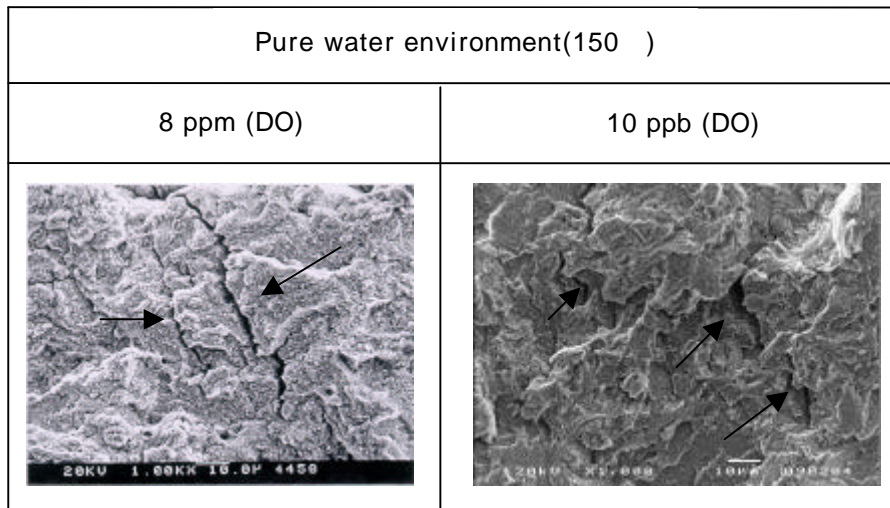 Pure water environment(150 )
8 ppm (DO)
10 ppb (DO)
20KV 1.00KX 10.0μ 4458
20kV X1,000 10μm 090204